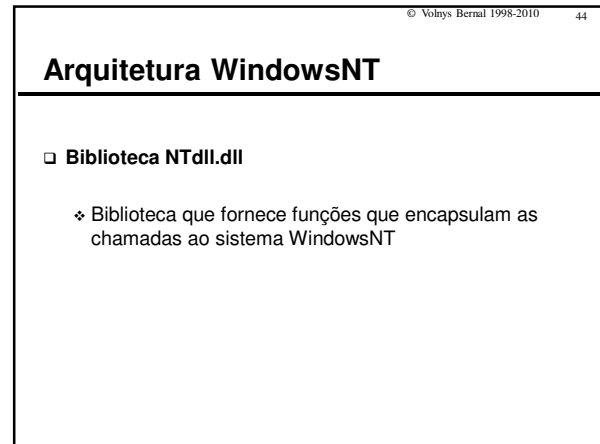 © Volnys Bernal 1998-2010 44
Arquitetura WindowsNT
Biblioteca NTdll.dll
Biblioteca que fornece funções que encapsulam as
chamadas ao sistema WindowsNT